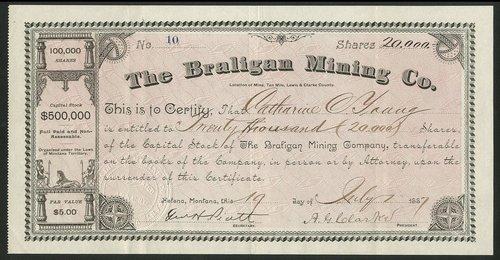 No. 10 Shares 20,000.
100,000
SHARES
The Braligan Mining Co.
Location of Mine, Ten Mile, Lewis & Clarke County.
Capital Stock
$500,000
Full Paid and Non-Assessable.
Organized under the Laws of Montana Territory.
PAR VALUE
$5.00
This is to Certify, That Catharine O. Young
is entitled to Twenty thousand (20,000) Shares,
of the Capital Stock of The Braligan Mining Company, transferable
on the books of the Company, in person or by Attorney upon the
surrender of this Certificate.
Helena, Montana, this 19 day of July 1887
A. G. Clarke
SECRETARY. PRESIDENT.